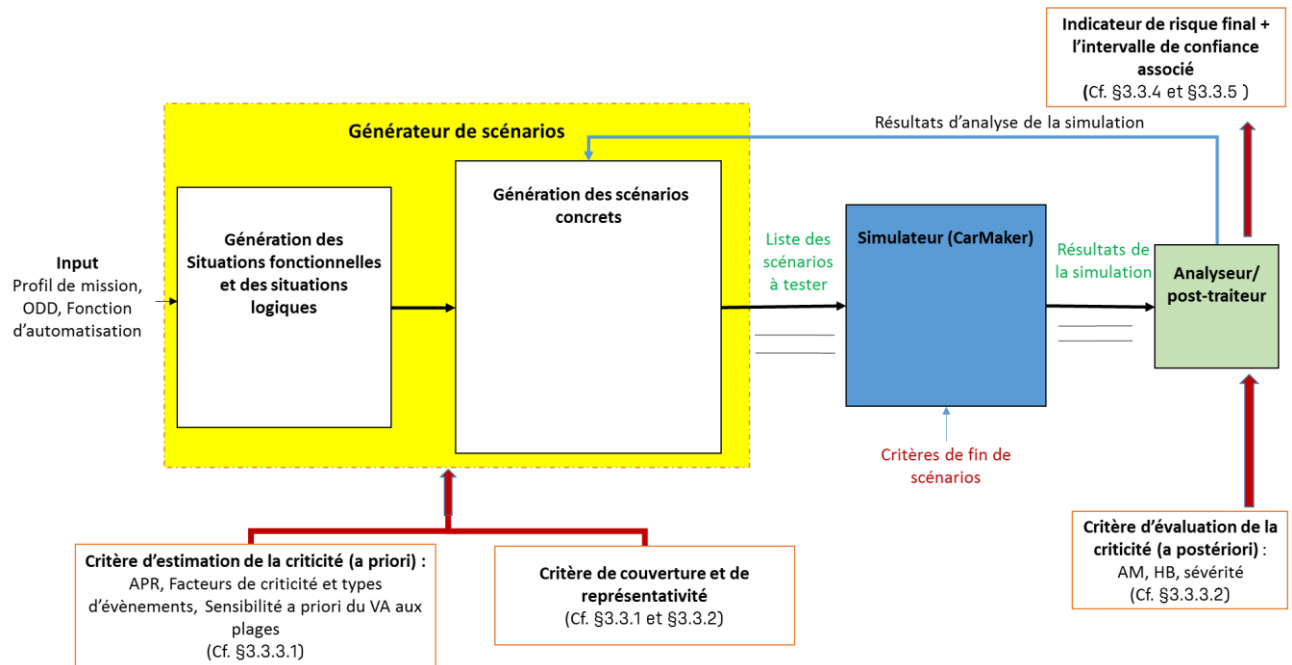 Indicateur de risque final +
l'intervalle de confiance
associé
(Cf. §3.3.4 et §3.3.5 )
Générateur de scénarios
Résultats d'analyse de la simulation
Génération des scénarios
concrets
Génération des
Situations fonctionnelles
et des situations
logiques
Input
Profil de mission,
ODD, Fonction
d'automatisation
Liste des
scénarios
à tester
Simulateur (CarMaker)
Résultats de
la simulation
Analyseur/
post-traiteur
Critères de fin de
scénarios
Critère d'estimation de la criticité (a priori) :
APR, Facteurs de criticité et types
d'évènements, Sensibilité a priori du VA aux
plages
(Cf. §3.3.3.1)
Critère de couverture et de
représentativité
(Cf. §3.3.1 et §3.3.2)
Critère d'évaluation de la
criticité (a postériori) :
AM, HB, sévérité
(Cf. §3.3.3.2)